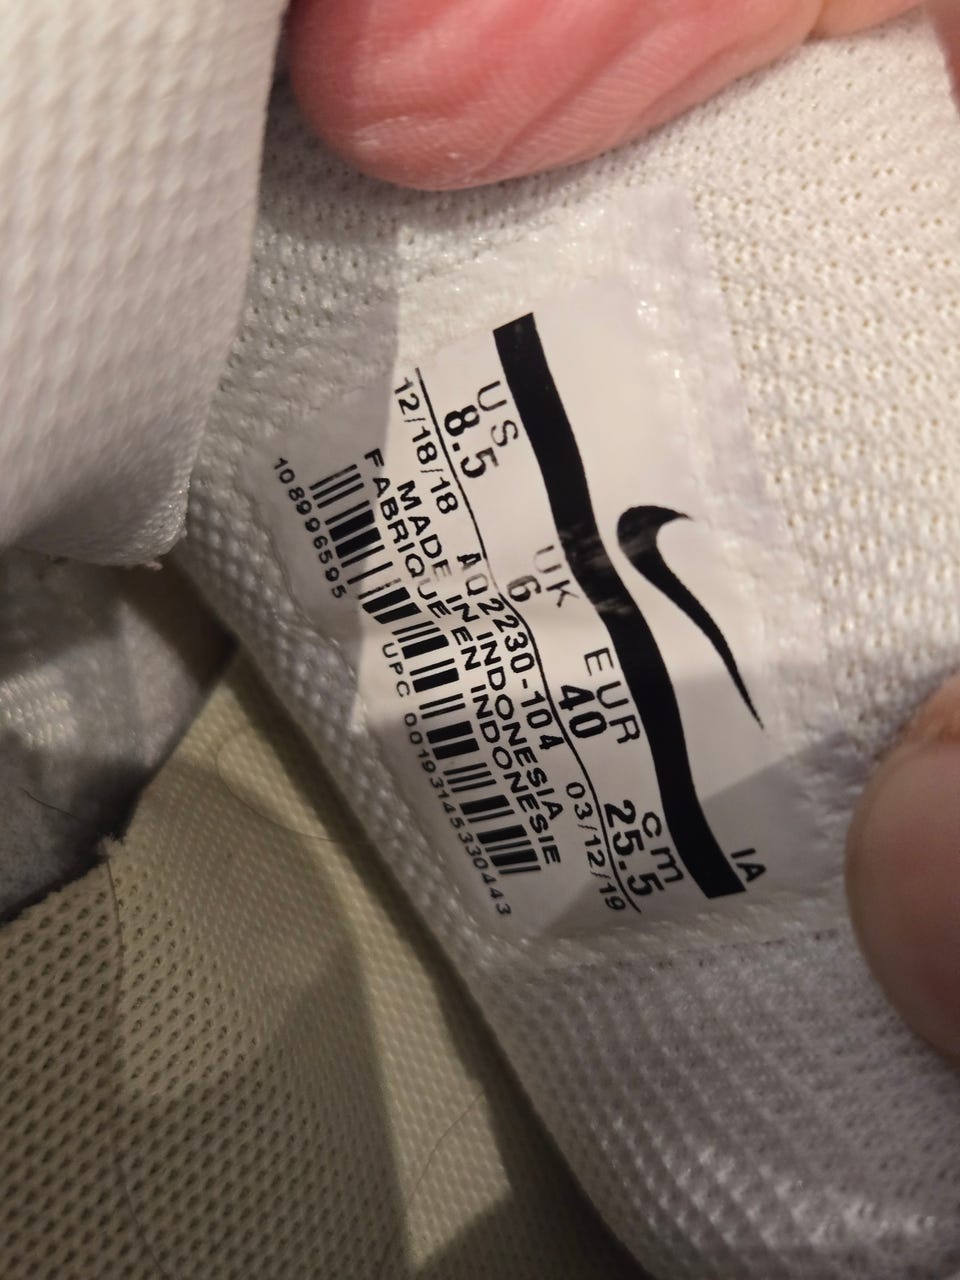 IA
US UK EUR cm
8.5 6 40 25.5
12/18/18 AQ2230-104 03/12/19
MADE IN INDONESIA
FABRIQUE EN INDONESIE
1089966595 UPC 00193145330443